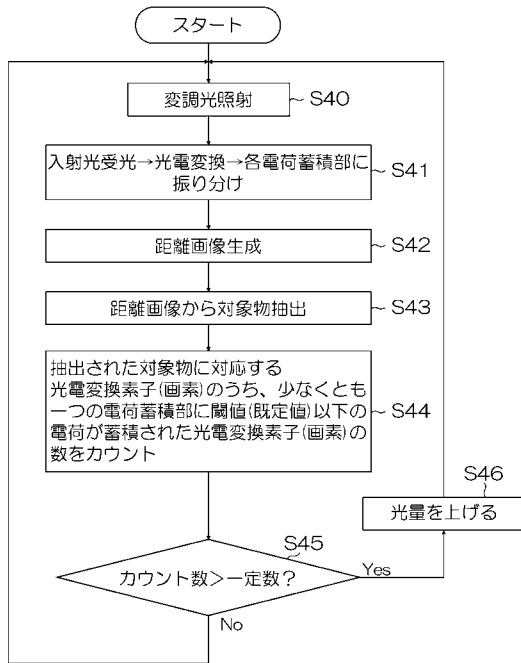 スタート
変調光照射
S40
入射光受光→光電変換→各電荷蓄積部に
振り分け
S41
距離画像生成
S42
距離画像から対象物抽出
S43
抽出された対象物に対応する
光電変換素子(画素)のうち、少なくとも
一つの電荷蓄積部に閾値(既定値)以下の
電荷が蓄積された光電変換素子(画素)の
数をカウント
S44
S46
光量を上げる
S45
カウント数>一定数？
Yes
No